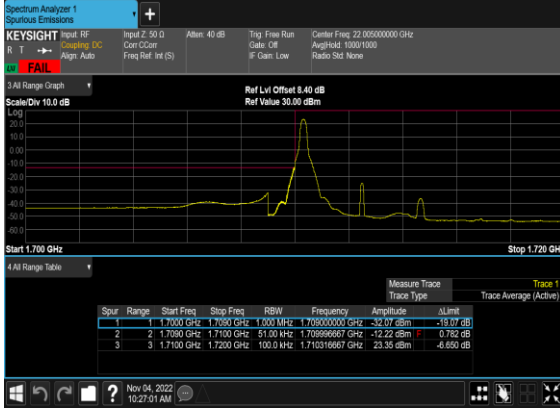 Spectrum Analyzer 1
Spurious Emissions
+
KEYSIGHT Input: RF Input Z: 50 Ω Atten: 40 dB Trig: Free Run Center Freq: 22.005000000 GHz
R T Coupling: DC Corr CCorr Gate: Off Avg|Hold: 1000/1000
Align: Auto Freq Ref: Int (S) IF Gain: Low Radio Std: None
FAIL
3 All Range Graph Ref Lvl Offset 8.40 dB
Scale/Div 10.0 dB Ref Value 30.00 dBm
Log
20.0
10.0
0.00
-10.0
-20.0
-30.0
-40.0
-50.0
-60.0
Start 1.700 GHz Stop 1.720 GH
4 All Range Table
Measure Trace Trace 1
Trace Type Trace Average (Active)
Spur Range Start Freq Stop Freq RBW Frequency Amplitude ΔLimit
1 1 1.7000 GHz 1.7090 GHz 1.000 MHz 1.709000000 GHz -32.07 dBm -19.07 dB
2 2 1.7090 GHz 1.7100 GHz 51.00 kHz 1.709996667 GHz -12.22 dBm F 0.782 dB
3 3 1.7100 GHz 1.7200 GHz 100.0 kHz 1.710316667 GHz 23.35 dBm -6.650 dB
? Nov 04, 2022
10:27:01 AM